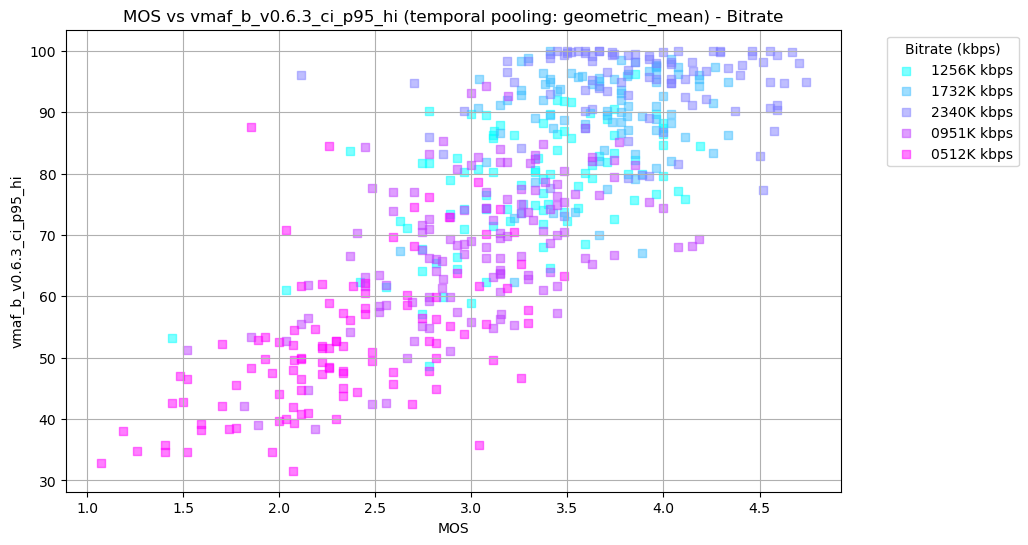 MOS vs vmaf_b_v0.6.3_ci_p95_hi (temporal pooling: geometric_mean) - Bitrate
Bitrate (kbps)
1256K kbps
1732K kbps
2340K kbps
0951K kbps
0512K kbps
vmaf_b_v0.6.3_ci_p95_hi
100
90
80
70
60
50
40
30
1.0 1.5 2.0 2.5 3.0 3.5 4.0 4.5
MOS